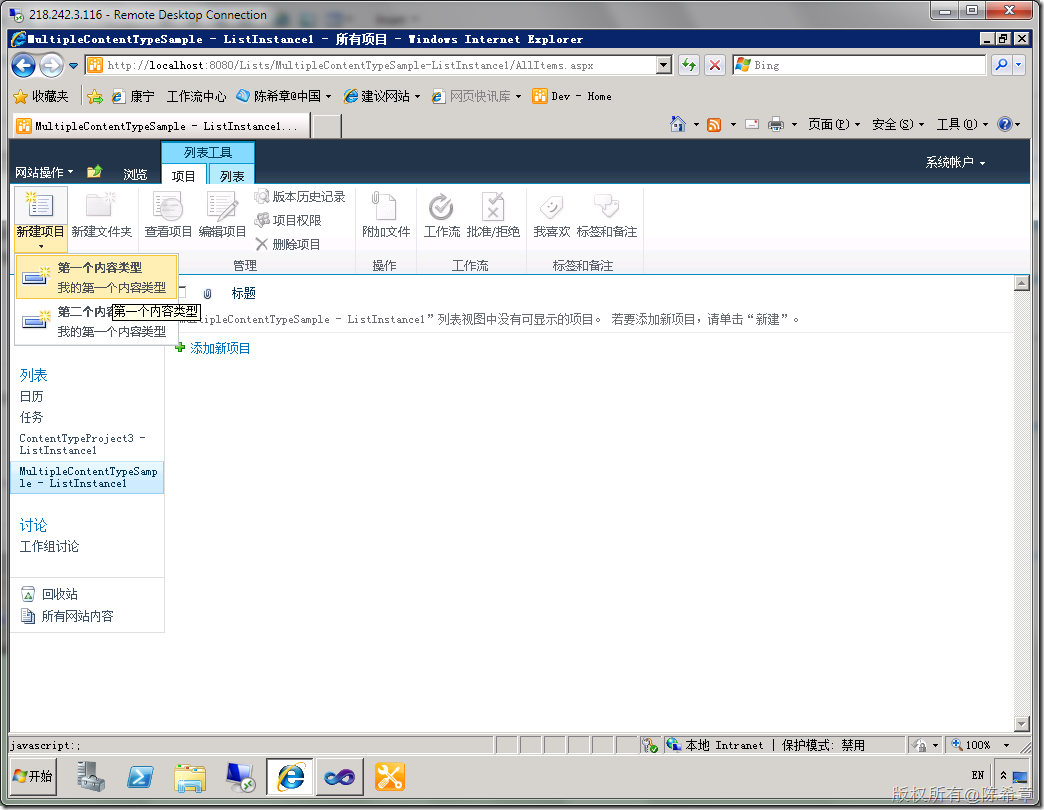 218.242.3.116 - Remote Desktop Connection
MultipleContentTypeSample - ListInstance1 - 所有项目 - Windows Internet Explorer
http://localhost:8080/Lists/MultipleContentTypeSample-ListInstance1/AllItems.aspx
Bing
收藏夹 康宁 工作流中心 陈希章@中国 建议网站 网页快讯库 Dev - Home
MultipleContentTypeSample - ListInstance1...
页面(P) 安全(S) 工具(O)
列表工具
网站操作 浏览 项目 列表 系统帐户
新建项目 新建文件夹 查看项目 编辑项目 版本历史记录 项目权限 删除项目 附加文件 工作流 批准/拒绝 我喜欢 标签和备注
管理 操作 工作流 标签和备注
第一个内容类型
我的第一个内容类型
第二个内容
第一个内容类型
我的第一个内容类型
标题
ltipleContentTypeSample - ListInstance1”列表视图中没有可显示的项目。 若要添加新项目，请单击“新建”。
添加新项目
列表
日历
任务
ContentTypeProject3 -
ListInstance1
MultipleContentTypeSamp
le - ListInstance1
讨论
工作组讨论
回收站
所有网站内容
javascript:;
本地 Intranet | 保护模式: 禁用
100%
开始
EN
版权所有@陈希章